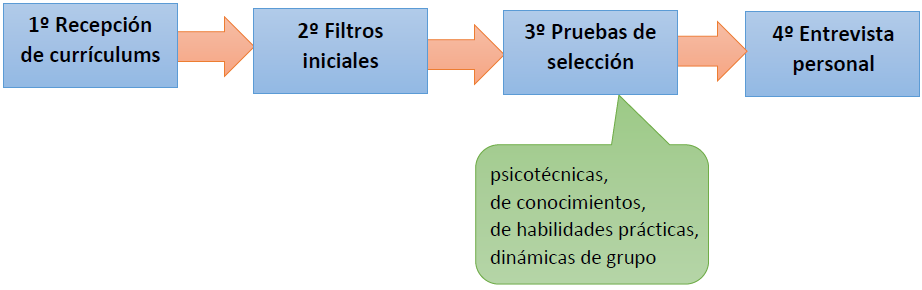 1º Recepción
de currículums
2º Filtros
iniciales
3º Pruebas de
selección
4º Entrevista
personal
psicotécnicas,
de conocimientos,
de habilidades prácticas,
dinámicas de grupo